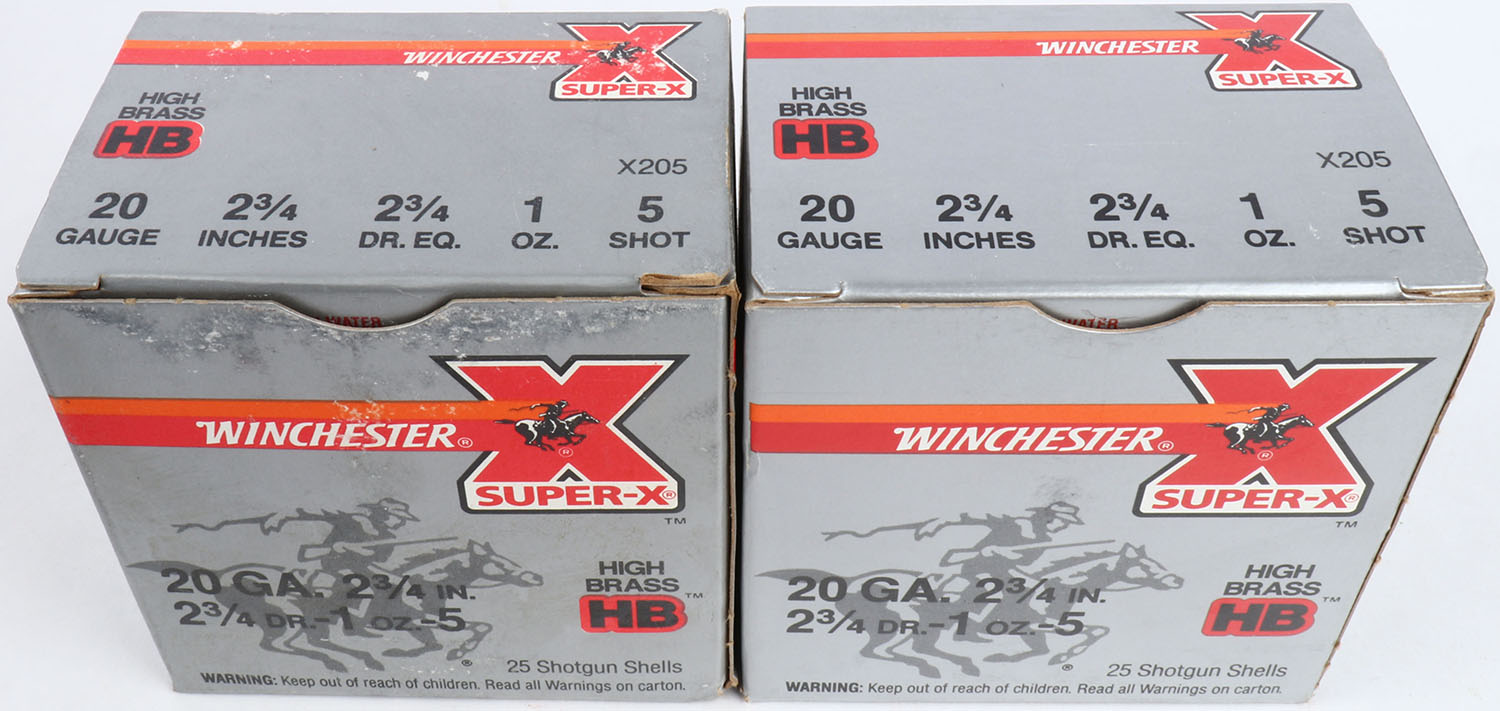 WINCHESTER
SUPER-X
HIGH
BRASS
HB
X205
20 2¾ 2¾ 1 5
GAUGE INCHES DR. EQ. OZ. SHOT
WATER
WINCHESTER®
®
SUPER-X®
TM
20 GA. 2¾ IN.
2¾ DR.-1 OZ.-5
HIGH
BRASS
HB™
®
25 Shotgun Shells
WARNING: Keep out of reach of children. Read all Warnings on carton.
WINCHESTER
SUPER-X
HIGH
BRASS
HB
X205
20 2¾ 2¾ 1 5
GAUGE INCHES DR. EQ. OZ. SHOT
WATER
WINCHESTER®
®
SUPER-X®
TM
20 GA. 2¾ IN.
2¾ DR.-1 OZ.-5
HIGH
BRASS
HB™
®
25 Shotgun Shells
WARNING: Keep out of reach of children. Read all Warnings on carton.